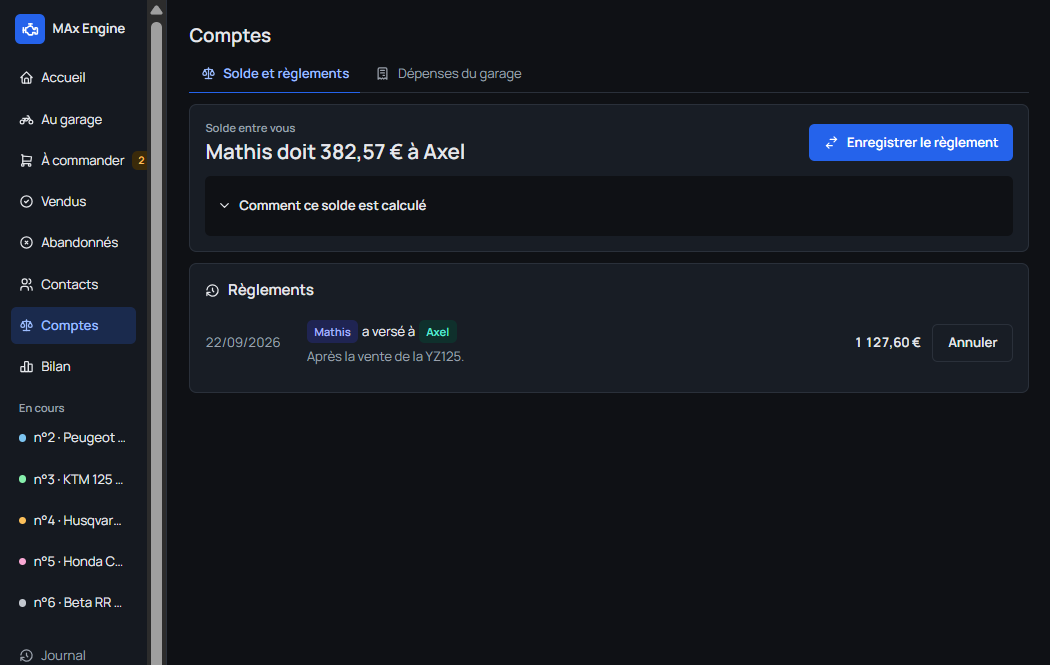 MAx Engine
Accueil
Au garage
À commander 2
Vendus
Abandonnés
Contacts
Comptes
Bilan
En cours
n°2 · Peugeot ...
n°3 · KTM 125 ...
n°4 · Husqvar...
n°5 · Honda C...
n°6 · Beta RR ...
Journal
Comptes
Solde et règlements Dépenses du garage
Solde entre vous
Mathis doit 382,57 € à Axel
Enregistrer le règlement
Comment ce solde est calculé
Règlements
22/09/2026
Mathis a versé à Axel
Après la vente de la YZ125.
1 127,60 €
Annuler